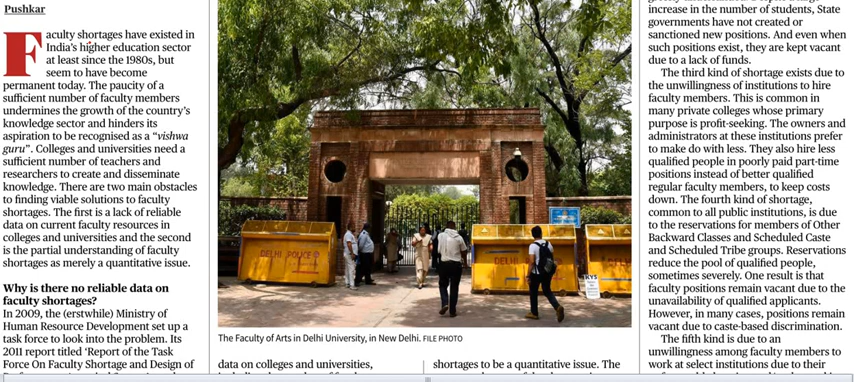 Pushkar
Faculty shortages have existed in
India's higher education sector
at least since the 1980s, but
seem to have become
permanent today. The paucity of a
sufficient number of faculty members
undermines the growth of the country's
knowledge sector and hinders its
aspiration to be recognised as a “vishwa
guru”. Colleges and universities need a
sufficient number of teachers and
researchers to create and disseminate
knowledge. There are two main obstacles
to finding viable solutions to faculty
shortages. The first is a lack of reliable
data on current faculty resources in
colleges and universities and the second
is the partial understanding of faculty
shortages as merely a quantitative issue.
Why is there no reliable data on
faculty shortages?
In 2009, the (erstwhile) Ministry of
Human Resource Development set up a
task force to look into the problem. Its
2011 report titled ‘Report of the Task
Force On Faculty Shortage and Design of
DELHI POLICE
DELHI
KYS
The Faculty of Arts in Delhi University, in New Delhi. FILE PHOTO
data on colleges and universities,
shortages to be a quantitative issue. The
increase in the number of students, State
governments have not created or
sanctioned new positions. And even when
such positions exist, they are kept vacant
due to a lack of funds.
The third kind of shortage exists due to
the unwillingness of institutions to hire
faculty members. This is common in
many private colleges whose primary
purpose is profit-seeking. The owners and
administrators at these institutions prefer
to make do with less. They also hire less
qualified people in poorly paid part-time
positions instead of better qualified
regular faculty members, to keep costs
down. The fourth kind of shortage,
common to all public institutions, is due
to the reservations for members of Other
Backward Classes and Scheduled Caste
and Scheduled Tribe groups. Reservations
reduce the pool of qualified people,
sometimes severely. One result is that
faculty positions remain vacant due to the
unavailability of qualified applicants.
However, in many cases, positions remain
vacant due to caste-based discrimination.
The fifth kind is due to an
unwillingness among faculty members to
work at select institutions due to their